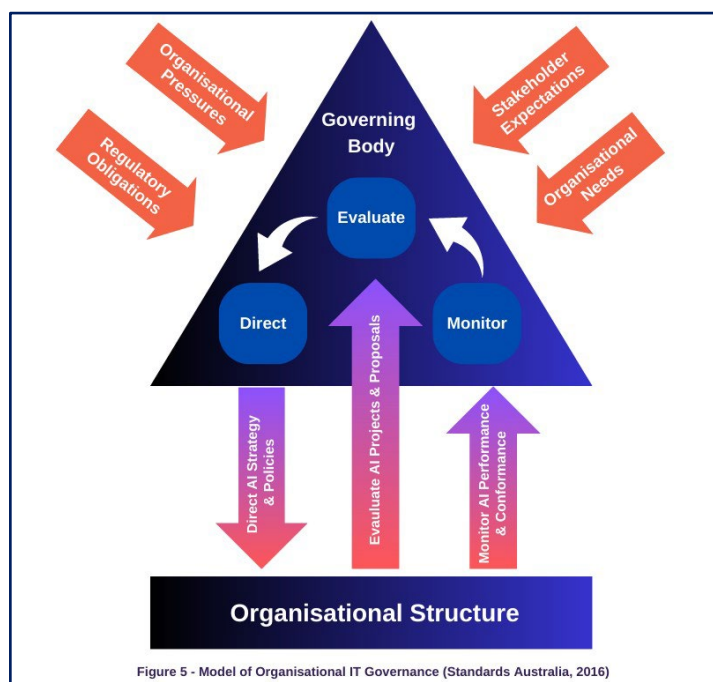 Organisational
Pressures
Regulatory
Obligations
Stakeholder
Expectations
Organisational
Needs
Governing
Body
Evaluate
Direct
Monitor
Direct AI Strategy
& Policies
Evauluate AI Projects & Proposals
Monitor AI Performance
& Conformance
Organisational Structure
Figure 5 - Model of Organisational IT Governance (Standards Australia, 2016)